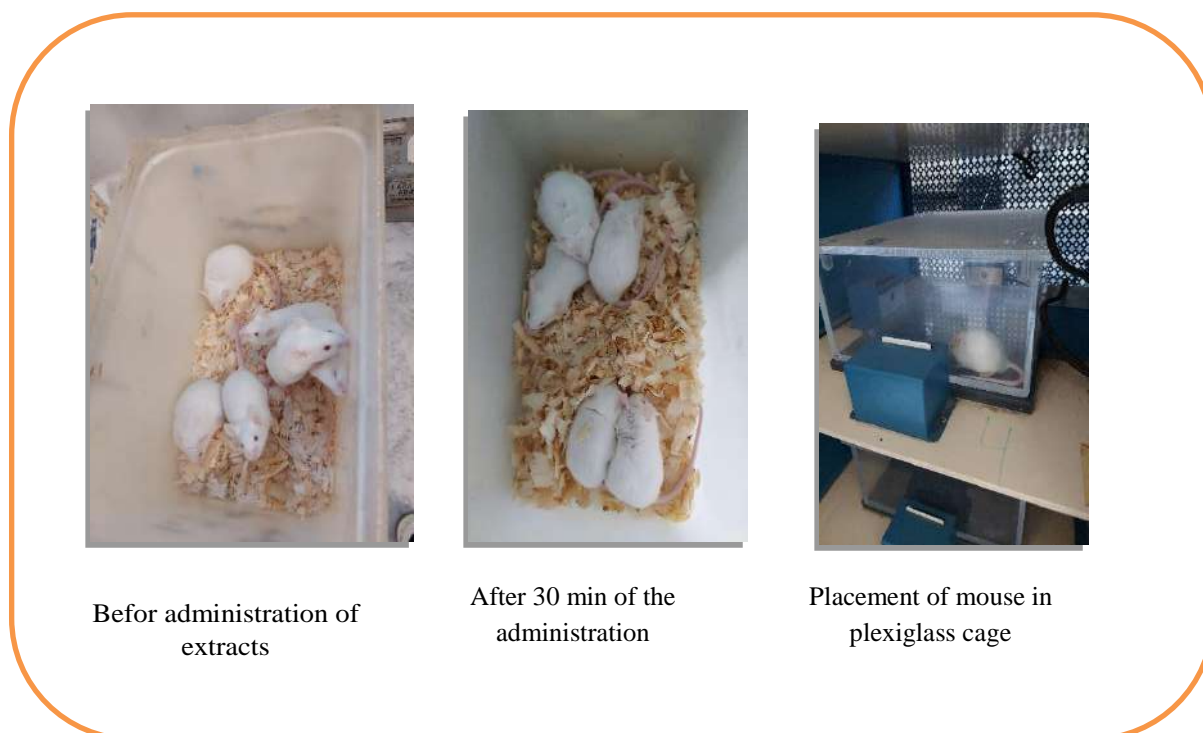 Befor administration of
extracts
After 30 min of the
administration
Placement of mouse in
plexiglass cage